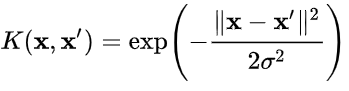 K(𝐱, 𝐱′) = exp(−‖𝐱 − 𝐱′‖² / 2σ²)